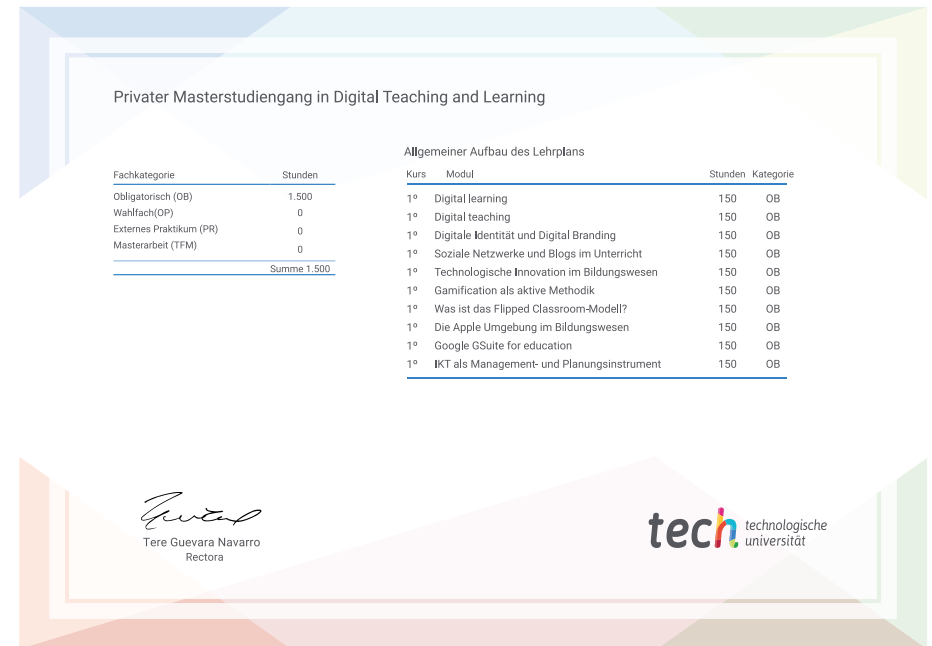 Privater Masterstudiengang in Digital Teaching and Learning
Fachkategorie Stunden
Obligatorisch (OB) 1.500
Wahlfach(OP) 0
Externes Praktikum (PR) 0
Masterarbeit (TFM) 0
Summe 1.500
Allgemeiner Aufbau des Lehrplans
Kurs Modul Stunden Kategorie
1º Digital learning 150 OB
1º Digital teaching 150 OB
1º Digitale Identität und Digital Branding 150 OB
1º Soziale Netzwerke und Blogs im Unterricht 150 OB
1º Technologische Innovation im Bildungswesen 150 OB
1º Gamification als aktive Methodik 150 OB
1º Was ist das Flipped Classroom-Modell? 150 OB
1º Die Apple Umgebung im Bildungswesen 150 OB
1º Google GSuite for education 150 OB
1º IKT als Management- und Planungsinstrument 150 OB
Tere Guevara Navarro
Rectora
tech technologische
universität